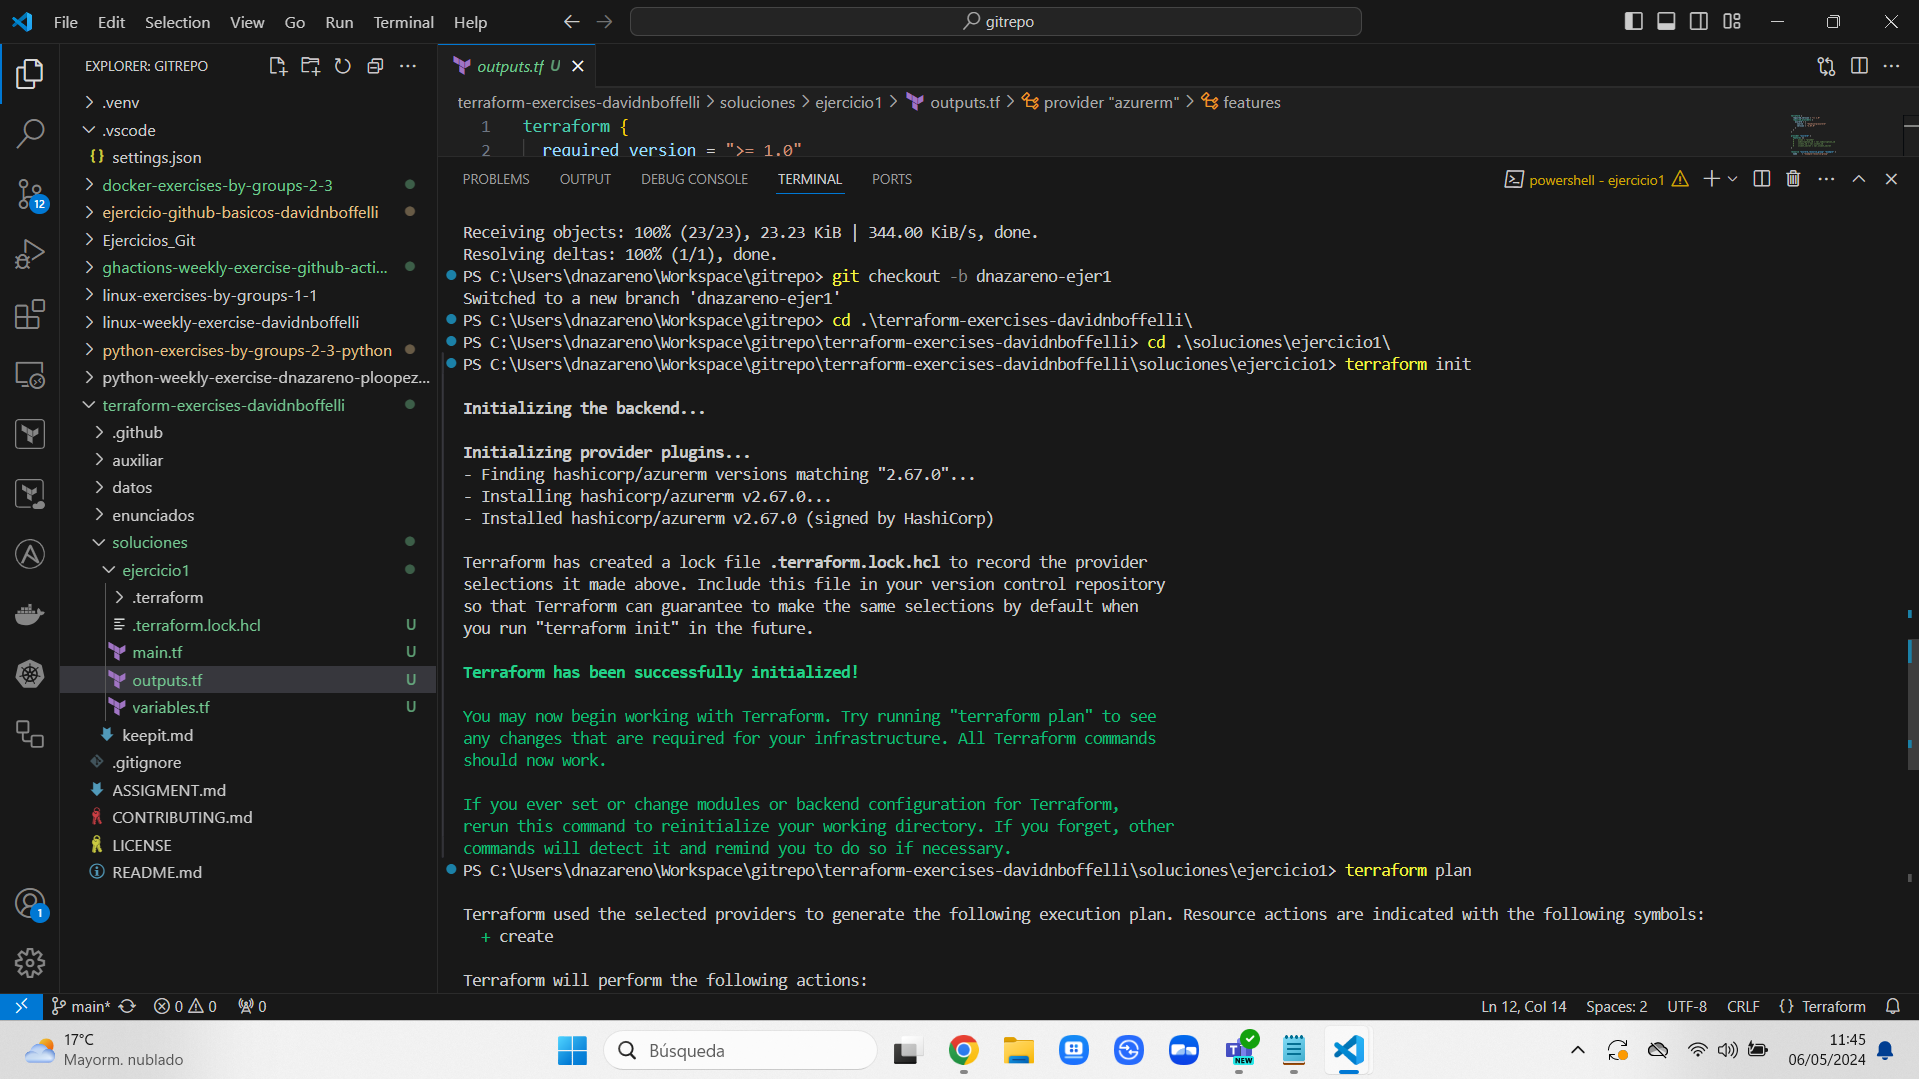 File Edit Selection View Go Run Terminal Help
gitrepo
EXPLORER: GITREPO
.venv
.vscode
settings.json
docker-exercises-by-groups-2-3
ejercicio-github-basicos-davidnboffelli
Ejercicios_Git
ghactions-weekly-exercise-github-acti...
linux-exercises-by-groups-1-1
linux-weekly-exercise-davidnboffelli
python-exercises-by-groups-2-3-python
python-weekly-exercise-dnazareno-ploopez...
terraform-exercises-davidnboffelli
.github
auxiliar
datos
enunciados
soluciones
ejercicio1
.terraform
.terraform.lock.hcl U
main.tf U
outputs.tf U
variables.tf U
keepit.md
.gitignore
ASSIGMENT.md
CONTRIBUTING.md
LICENSE
README.md
12
1
outputs.tf U
terraform-exercises-davidnboffelli > soluciones > ejercicio1 > outputs.tf > provider "azurerm" > features
1 terraform {
2 required_version = ">= 1.0"
PROBLEMS OUTPUT DEBUG CONSOLE TERMINAL PORTS
powershell - ejercicio1
Receiving objects: 100% (23/23), 23.23 KiB | 344.00 KiB/s, done.
Resolving deltas: 100% (1/1), done.
PS C:\Users\dnazareno\Workspace\gitrepo> git checkout -b dnazareno-ejer1
Switched to a new branch 'dnazareno-ejer1'
PS C:\Users\dnazareno\Workspace\gitrepo> cd .\terraform-exercises-davidnboffelli\
PS C:\Users\dnazareno\Workspace\gitrepo\terraform-exercises-davidnboffelli> cd .\soluciones\ejercicio1\
PS C:\Users\dnazareno\Workspace\gitrepo\terraform-exercises-davidnboffelli\soluciones\ejercicio1> terraform init
Initializing the backend...
Initializing provider plugins...
- Finding hashicorp/azurerm versions matching "2.67.0"...
- Installing hashicorp/azurerm v2.67.0...
- Installed hashicorp/azurerm v2.67.0 (signed by HashiCorp)
Terraform has created a lock file .terraform.lock.hcl to record the provider
selections it made above. Include this file in your version control repository
so that Terraform can guarantee to make the same selections by default when
you run "terraform init" in the future.
Terraform has been successfully initialized!
You may now begin working with Terraform. Try running "terraform plan" to see
any changes that are required for your infrastructure. All Terraform commands
should now work.
If you ever set or change modules or backend configuration for Terraform,
rerun this command to reinitialize your working directory. If you forget, other
commands will detect it and remind you to do so if necessary.
PS C:\Users\dnazareno\Workspace\gitrepo\terraform-exercises-davidnboffelli\soluciones\ejercicio1> terraform plan
Terraform used the selected providers to generate the following execution plan. Resource actions are indicated with the following symbols:
+ create
Terraform will perform the following actions:
main* 0 0 0
Ln 12, Col 14 Spaces: 2 UTF-8 CRLF {} Terraform
17°C
Mayorm. nublado
Búsqueda
NEW
11:45
06/05/2024